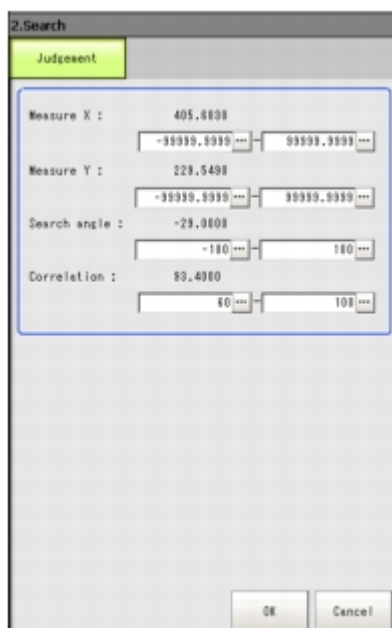 2.Search
Judgement
Measure X : 405.6830
-99999.9999 ... - 99999.9999 ...
Measure Y : 229.5490
-99999.9999 ... - 99999.9999 ...
Search angle : -29.0000
-180 ... - 180 ...
Correlation : 93.4000
60 ... - 100 ...
OK Cancel